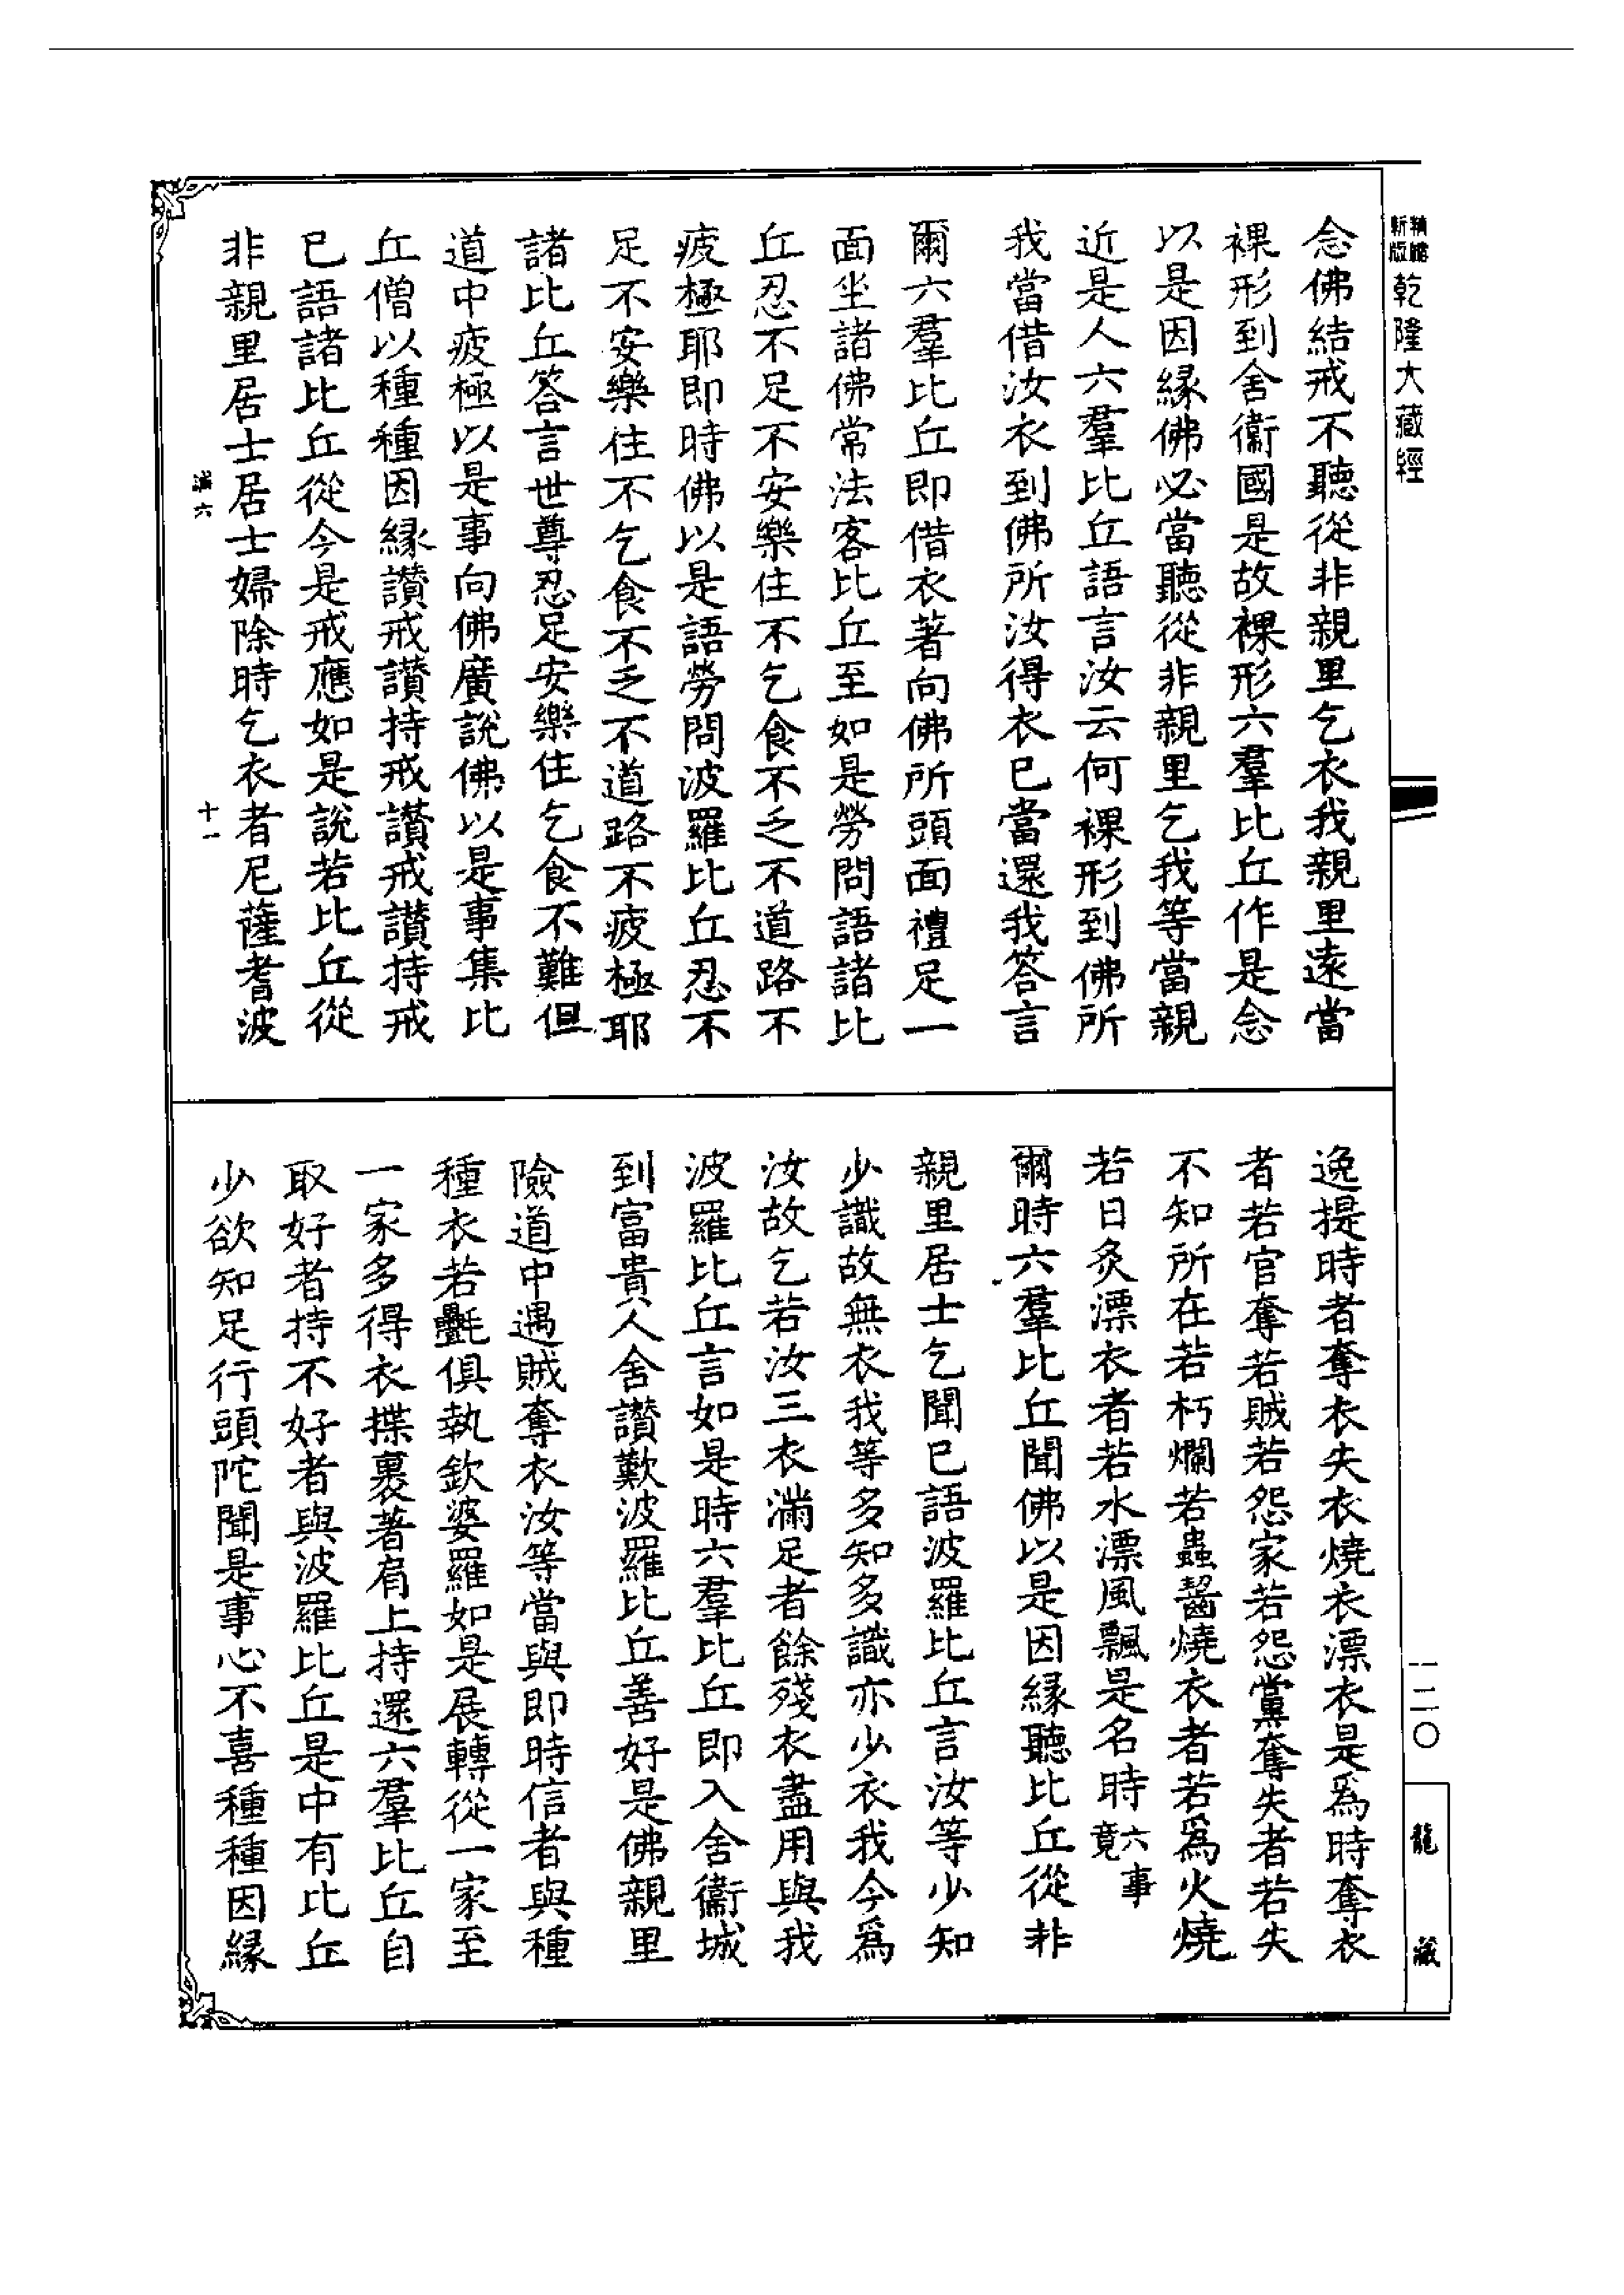 精縮新版
乾隆大藏經
念佛結戒不聽從非親里乞衣我親里遠當
裸形到舍衞國是故裸形六羣比丘作是念
以是因緣佛必當聽從非親里乞我等當親
近是人六羣比丘語言汝云何裸形到佛所
我當借汝衣到佛所汝得衣已當還我答言
爾六羣比丘即借衣著向佛所頭面禮足一
面坐諸佛常法客比丘至如是勞問語諸比
丘忍不足不安樂住不乞食不乏不道路不
疲極耶即時佛以是語勞問波羅比丘忍不
足不安樂住不乞食不乏不道路不疲極耶
諸比丘答言世尊忍足安樂住乞食不難但
道中疲極以是事向佛廣說佛以是事集比
丘僧以種種因緣讃戒讃持戒讃戒讃持戒
已語諸比丘從今是戒應如是說若比丘從
非親里居士居士婦除時乞衣者尼薩耆波
滿六
十一
逸提時者奪衣失衣燒衣漂衣是爲時奪衣
者若官奪若賊若怨家若怨黨奪失者若失
不知所在若朽爛若蟲齧燒衣者若爲火燒
若日炙漂衣者若水漂風飄是名時六事竟
爾時六羣比丘聞佛以是因緣聽比丘從非
親里居士乞聞已語波羅比丘言汝等少知
少識故無衣我等多知多識亦少衣我今爲
汝故乞若汝三衣滿足者餘殘衣盡用與我
波羅比丘言如是時六羣比丘即入舍衞城
到富貴人舍讃歎波羅比丘善好是佛親里
險道中遇賊奪衣汝等當與即時信者與種
種衣若氎俱執欽婆羅如是展轉從一家至
一家多得衣揲裹著肩上持還六羣比丘自
取好者持不好者與波羅比丘是中有比丘
少欲知足行頭陀聞是事心不喜種種因緣
一二〇
龍藏